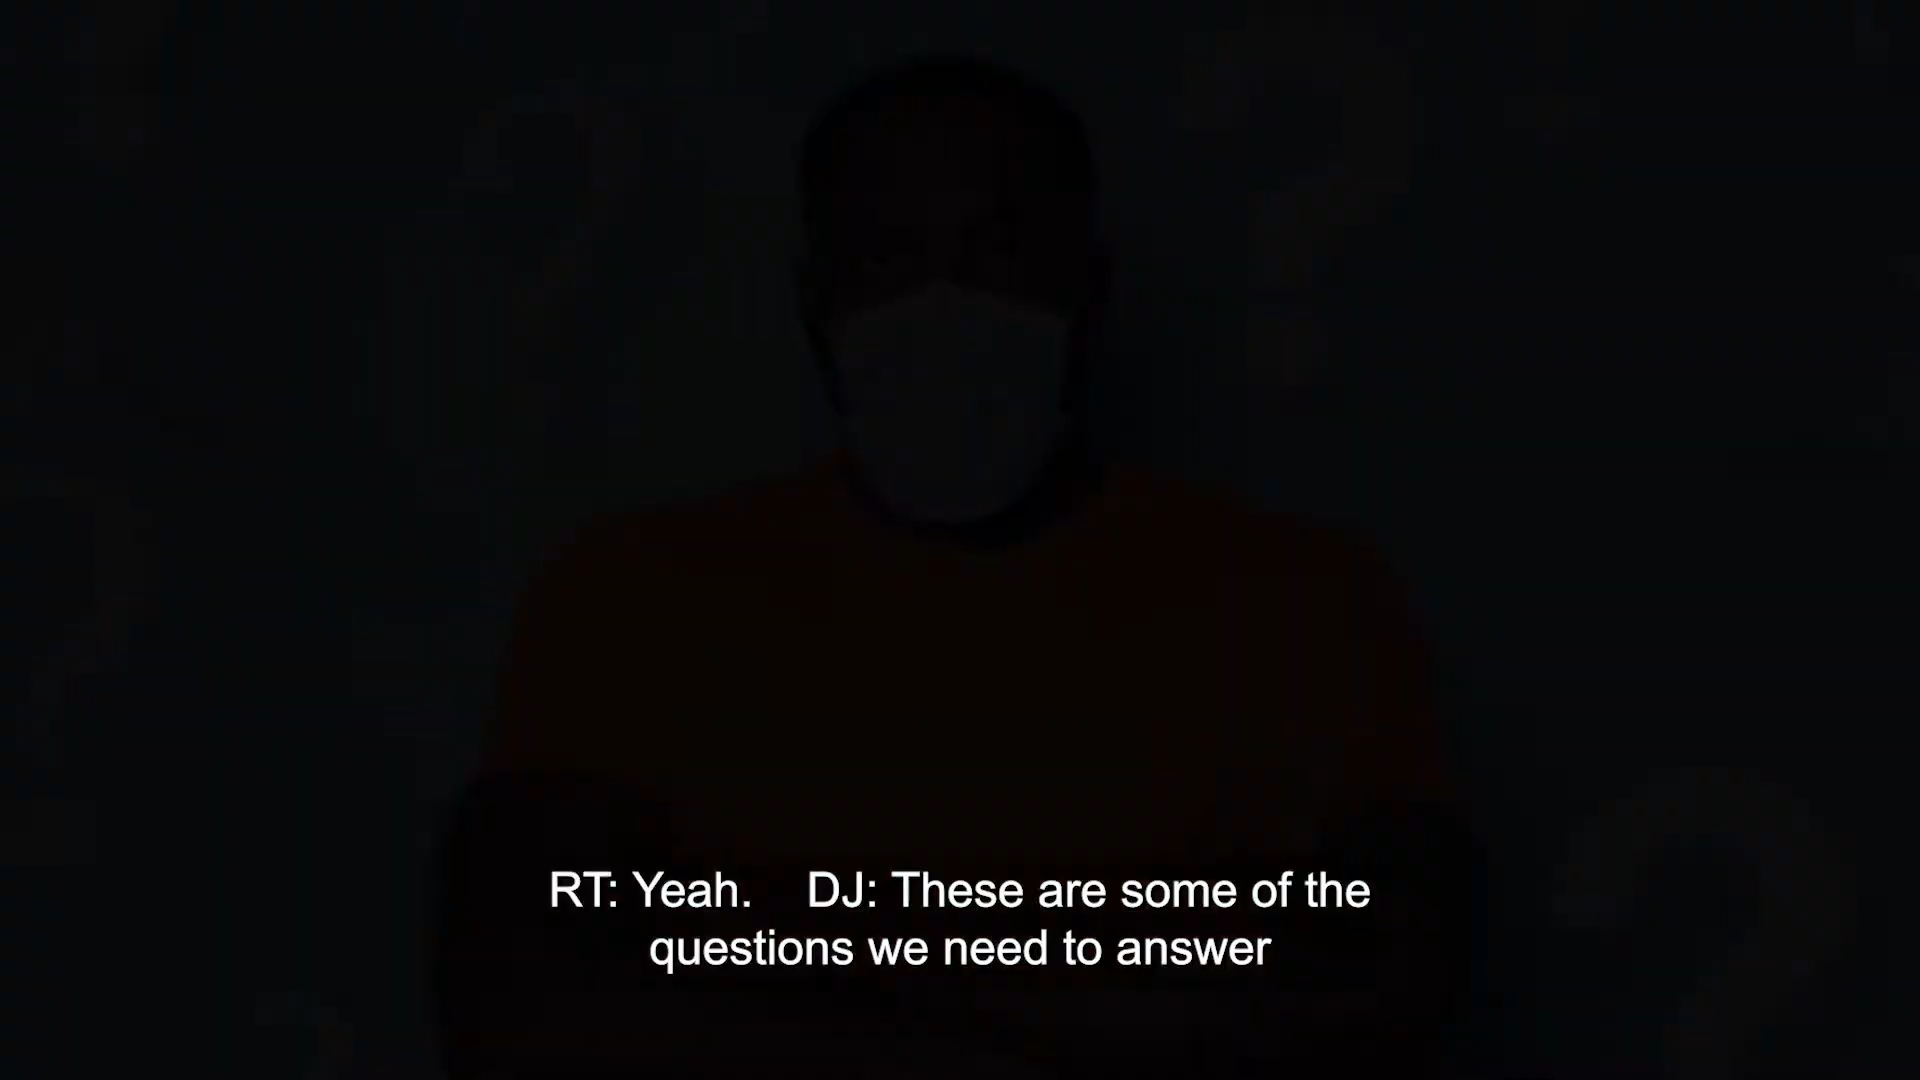 RT: Yeah. DJ: These are some of the
questions we need to answer